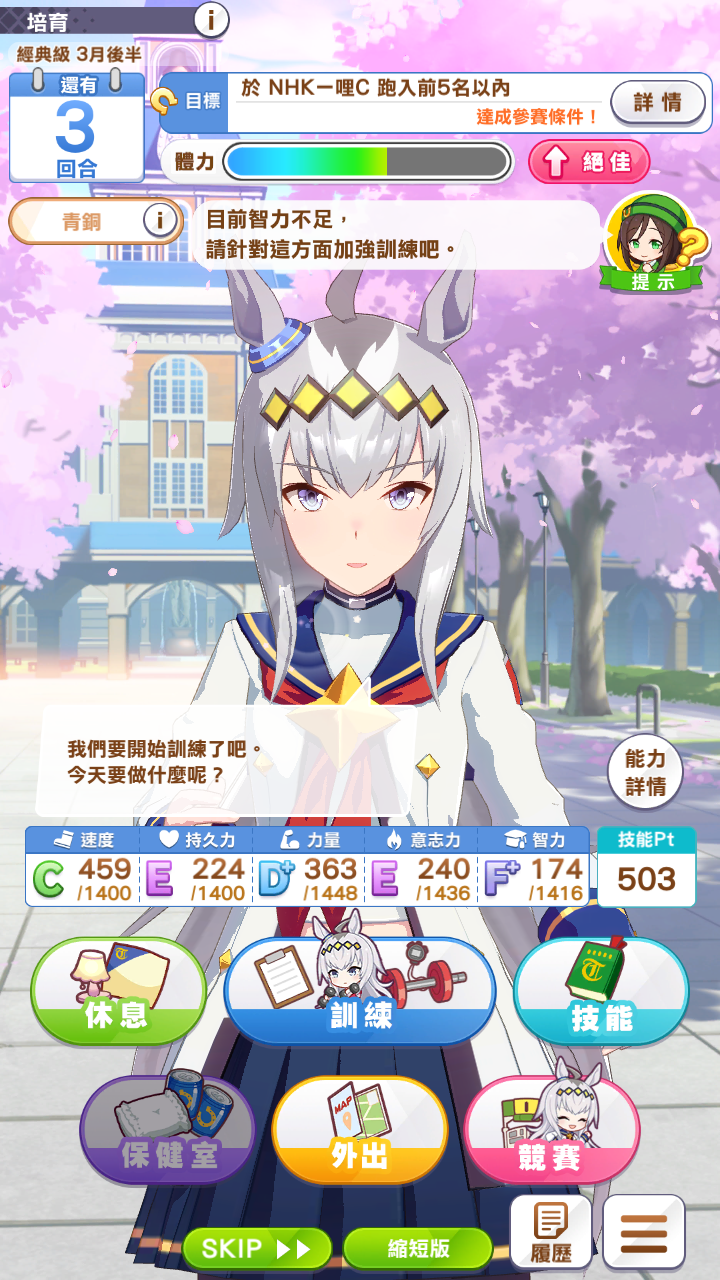 培育
i
經典級 3月後半
還有
3
回合
目標
於 NHK一哩C 跑入前5名以內
達成參賽條件！
詳情
體力
絕佳
青銅
i
目前智力不足，
請針對這方面加強訓練吧。
提示
我們要開始訓練了吧。
今天要做什麼呢？
能力
詳情
速度 持久力 力量 意志力 智力 技能Pt
C 459 /1400 E 224 /1400 D+ 363 /1448 E 240 /1436 F+ 174 /1416 503
休息 訓練 技能
MAP
保健室 外出 競賽
SKIP 縮短版 履歷